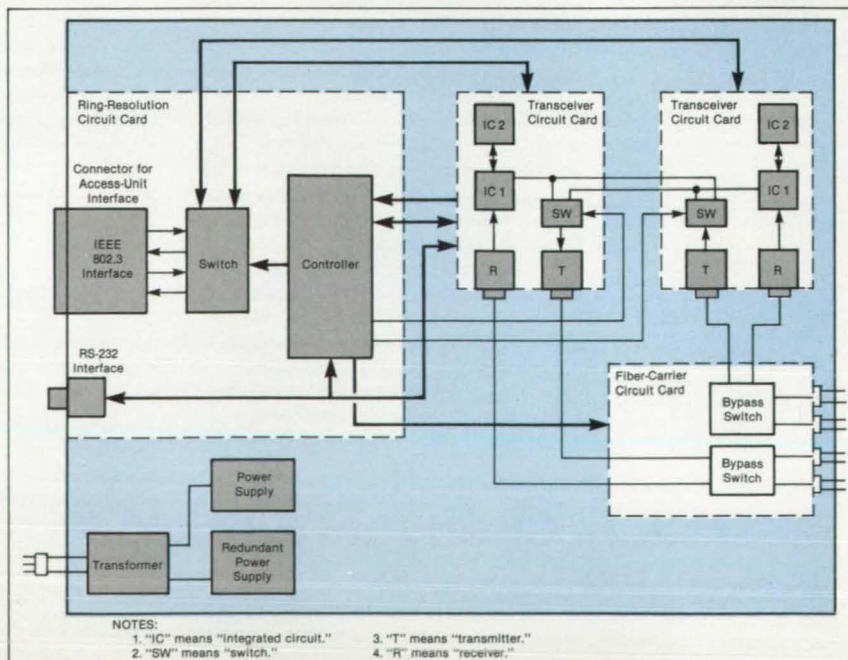 Ring-Resolution
Circuit Card
Connector for
Access-Unit
Interface
IEEE
802.3
Interface
Switch
Controller
RS-232
Interface
Transceiver
Circuit Card
IC 2
IC 1
SW
R
T
Transceiver
Circuit Card
IC 2
IC 1
SW
T
R
Fiber-Carrier
Circuit Card
Bypass
Switch
Bypass
Switch
Power
Supply
Transformer
Redundant
Power
Supply
NOTES:
1. "IC" means "integrated circuit."
2. "SW" means "switch."
3. "T" means "transmitter."
4. "R" means "receiver."